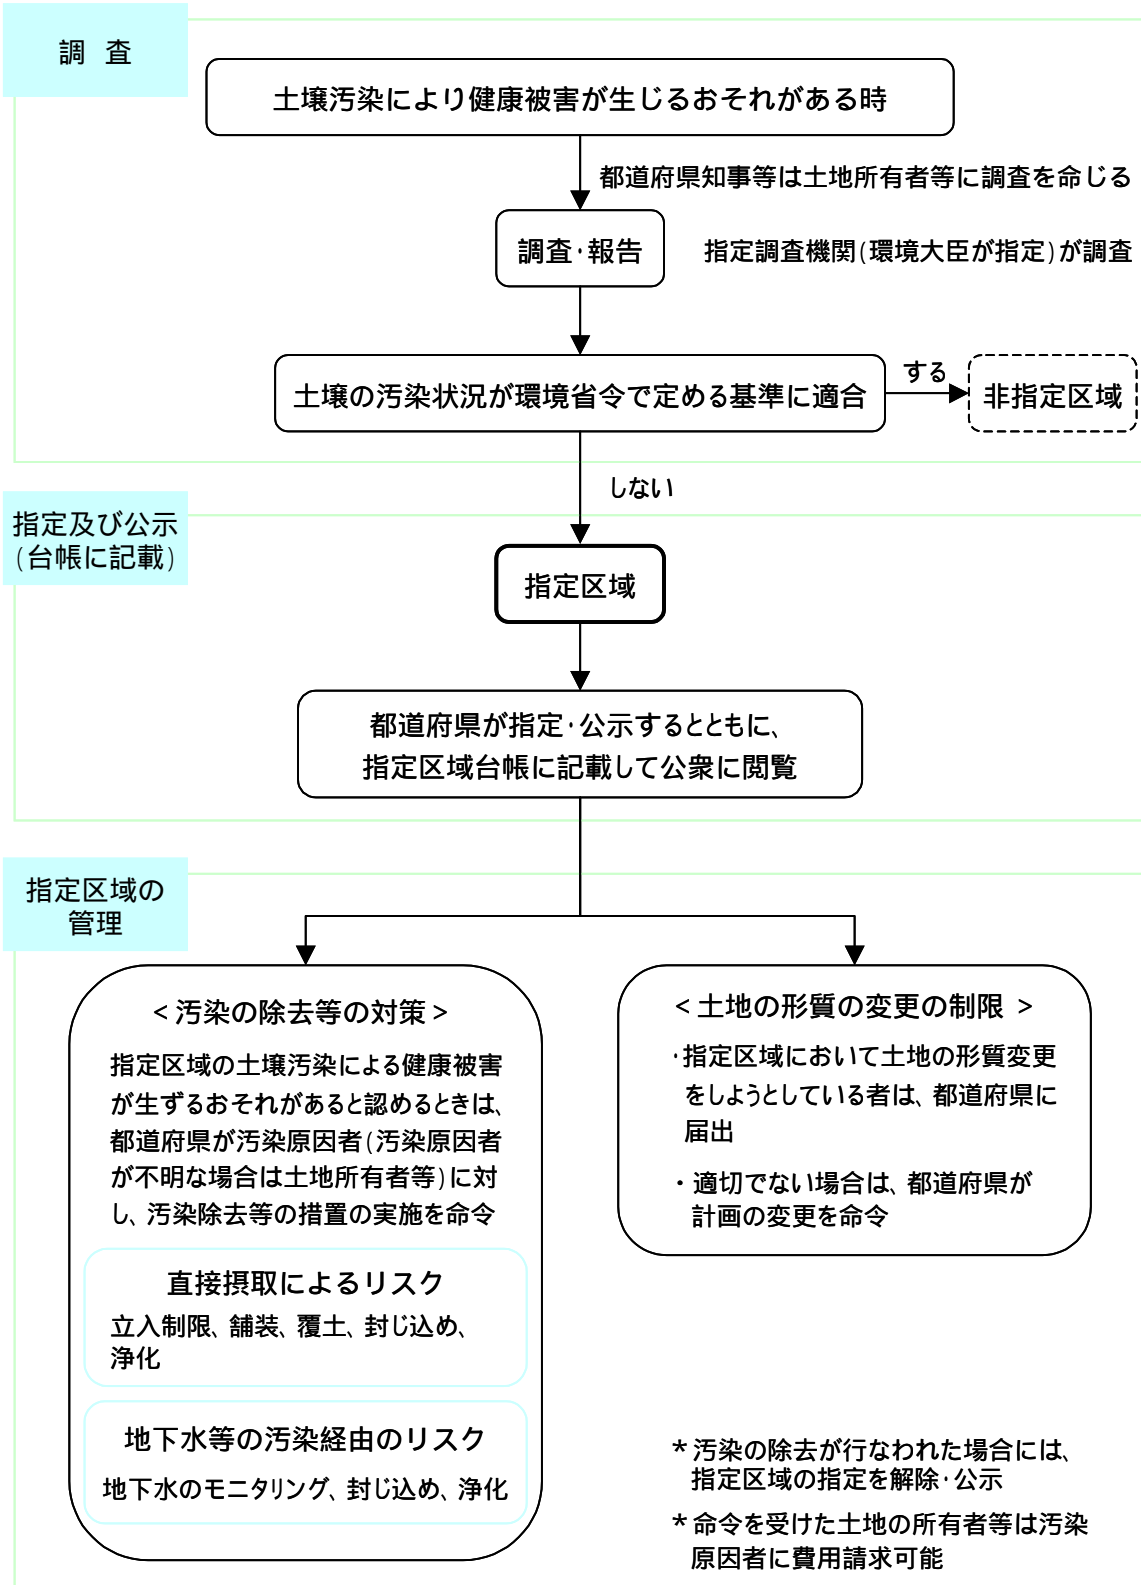 調 査
土壌汚染により健康被害が生じるおそれがある時
都道府県知事等は土地所有者等に調査を命じる
調査・報告
指定調査機関(環境大臣が指定)が調査
土壌の汚染状況が環境省令で定める基準に適合
する
非指定区域
しない
指定及び公示
(台帳に記載)
指定区域
都道府県が指定・公示するとともに、
指定区域台帳に記載して公衆に閲覧
指定区域の
管理
<汚染の除去等の対策>
指定区域の土壌汚染による健康被害
が生ずるおそれがあると認めるときは、
都道府県が汚染原因者(汚染原因者
が不明な場合は土地所有者等)に対
し、汚染除去等の措置の実施を命令
直接摂取によるリスク
立入制限、舗装、覆土、封じ込め、
浄化
地下水等の汚染経由のリスク
地下水のモニタリング、封じ込め、浄化
<土地の形質の変更の制限 >
・指定区域において土地の形質変更
をしようとしている者は、都道府県に
届出
・適切でない場合は、都道府県が
計画の変更を命令
*汚染の除去が行なわれた場合には、
指定区域の指定を解除・公示
*命令を受けた土地の所有者等は汚染
原因者に費用請求可能